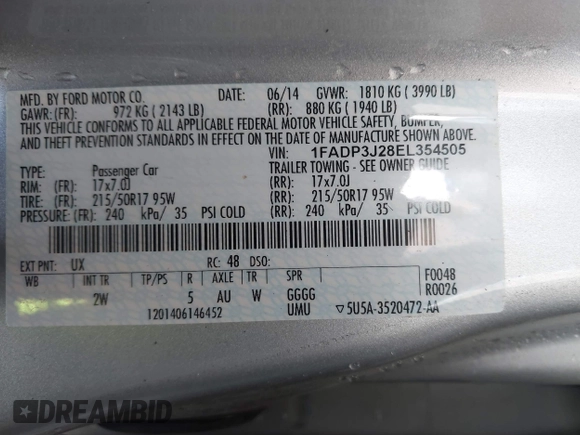 MFD. BY FORD MOTOR CO. DATE: 06/14 GVWR: 1810 KG ( 3990 LB)
GAWR: (FR): 972 KG ( 2143 LB) (RR): 880 KG ( 1940 LB)
THIS VEHICLE CONFORMS TO ALL APPLICABLE FEDERAL MOTOR VEHICLE SAFETY, BUMPER,
AND THEFT PREVENTION STANDARDS IN EFFECT ON THE DATE OF MANUFACTURE SHOWN ABOVE.
VIN: 1FADP3J28EL354505
TYPE: Passenger Car TRAILER TOWING - SEE OWNER GUIDE
RIM: (FR): 17x7.0J (RR): 17x7.0J
TIRE: (FR): 215/50R17 95W (RR): 215/50R17 95W
PRESSURE: (FR): 240 kPa/ 35 PSI COLD (RR): 240 kPa/ 35 PSI COLD
EXT PNT: UX RC: 48 DSO:
WB INT TR TP/PS R AXLE TR SPR F0048
2W 5 AU W GGGG R0026
1201406146452 UMU ▽5U5A-3520472-AA
DREAMBID